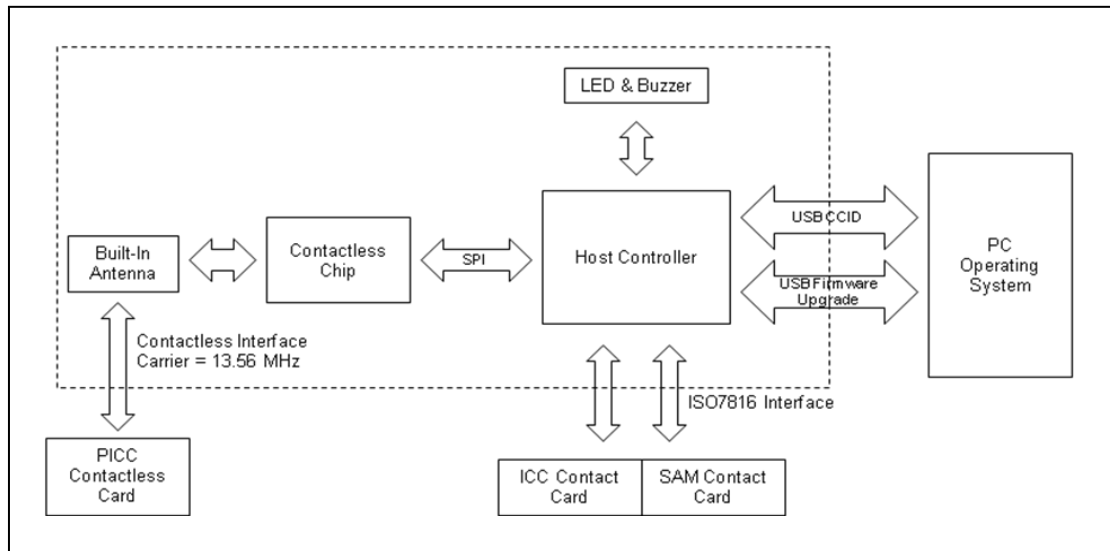 LED & Buzzer
USB CCID
PC
Operating
System
Built-In
Antenna
Contactless
Chip
SPI
Host Controller
USB Firmware
Upgrade
Contactless Interface
Carrier = 13.56 MHz
ISO7816 Interface
PICC
Contactless
Card
ICC Contact
Card
SAM Contact
Card